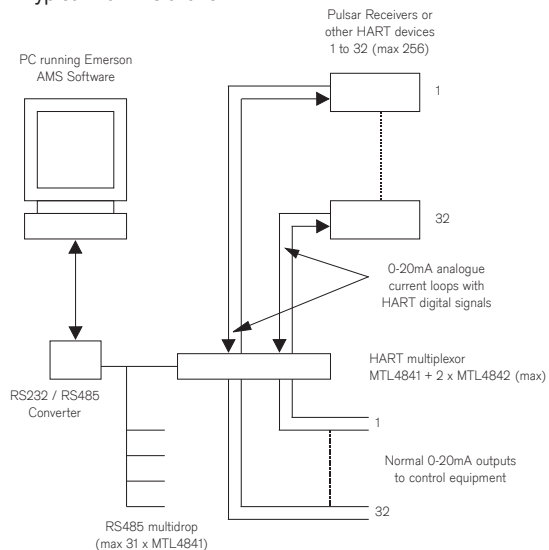 Pulsar Receivers or
other HART devices
1 to 32 (max 256)
PC running Emerson
AMS Software
1
32
0-20mA analogue
current loops with
HART digital signals
HART multiplexor
MTL4841 + 2 x MTL4842 (max)
RS232 / RS485
Converter
1
Normal 0-20mA outputs
to control equipment
32
RS485 multidrop
(max 31 x MTL4841)